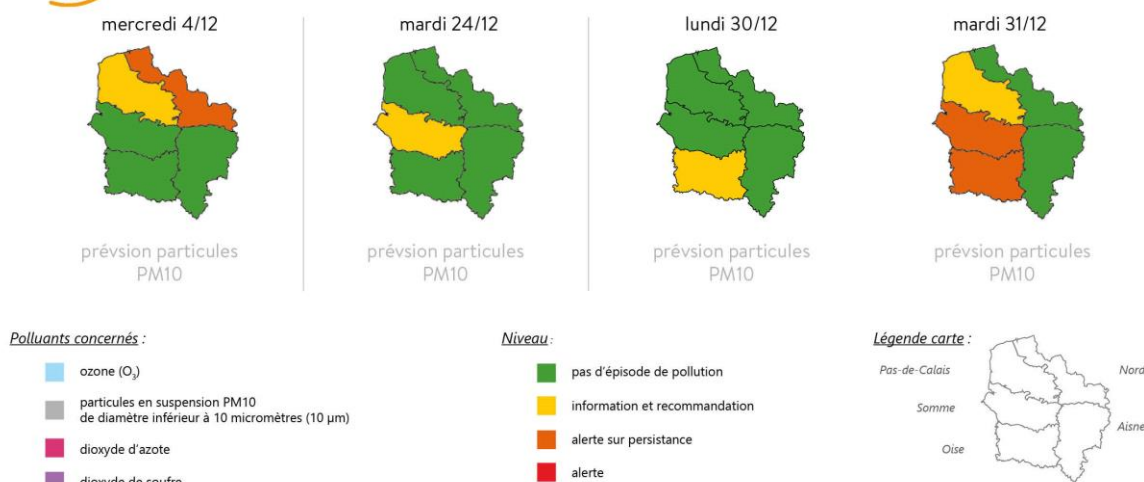 mercredi 4/12
mardi 24/12
lundi 30/12
mardi 31/12
prévsion particules
PM10
prévsion particules
PM10
prévsion particules
PM10
prévsion particules
PM10
Polluants concernés :
ozone (O3)
particules en suspension PM10
de diamètre inférieur à 10 micromètres (10 µm)
dioxyde d'azote
dioxyde de soufre
Niveau :
pas d'épisode de pollution
information et recommandation
alerte sur persistance
alerte
Légende carte :
Pas-de-Calais
Nord
Somme
Aisne
Oise